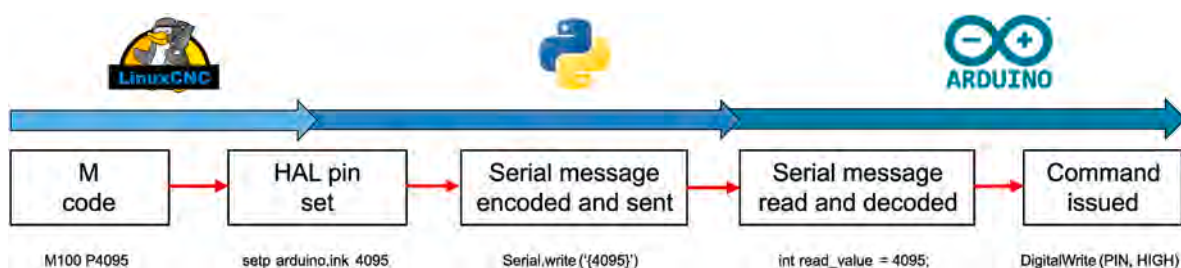 LinuxCNC
ARDUINO
M
code
HAL pin
set
Serial message
encoded and sent
Serial message
read and decoded
Command
issued
M100 P4095
setp arduino.ink 4095
Serial.write ('{4095}')
int read_value = 4095;
DigitalWrite (PIN, HIGH)